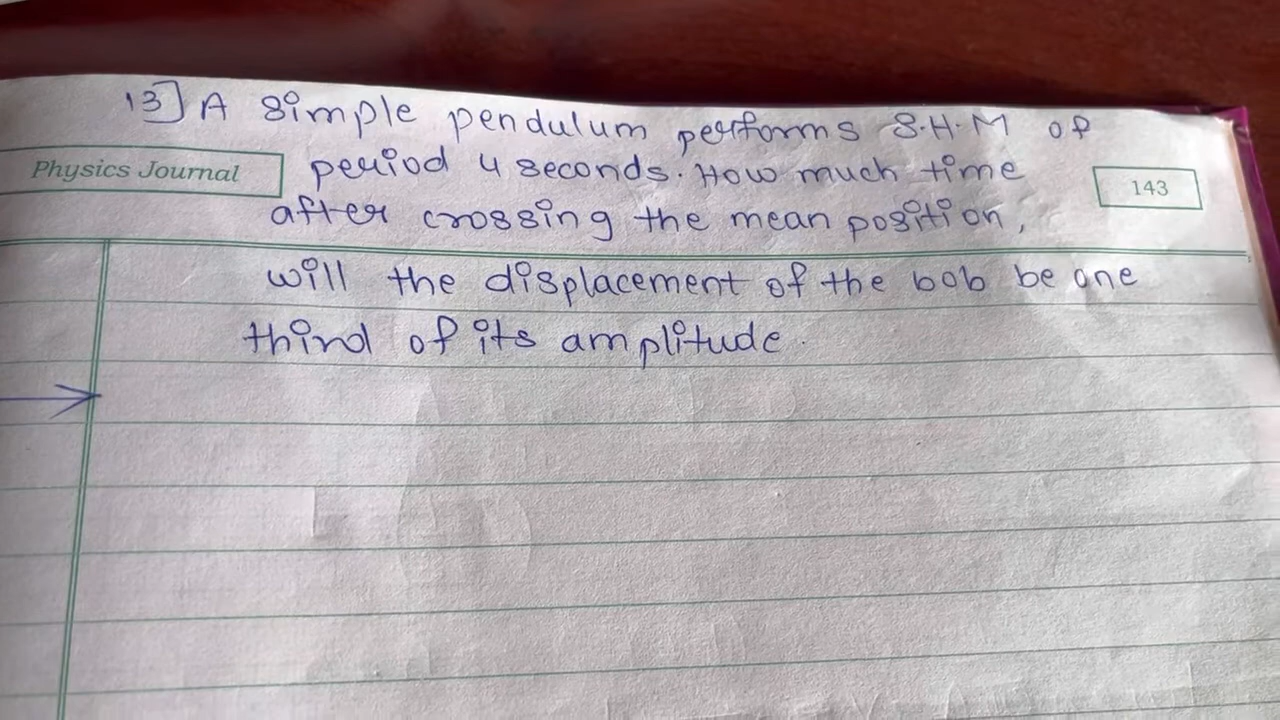 13] A simple pendulum performs S.H.M of
Physics Journal
period 4 seconds. How much time
143
after crossing the mean position,
will the displacement of the bob be one
third of its amplitude.